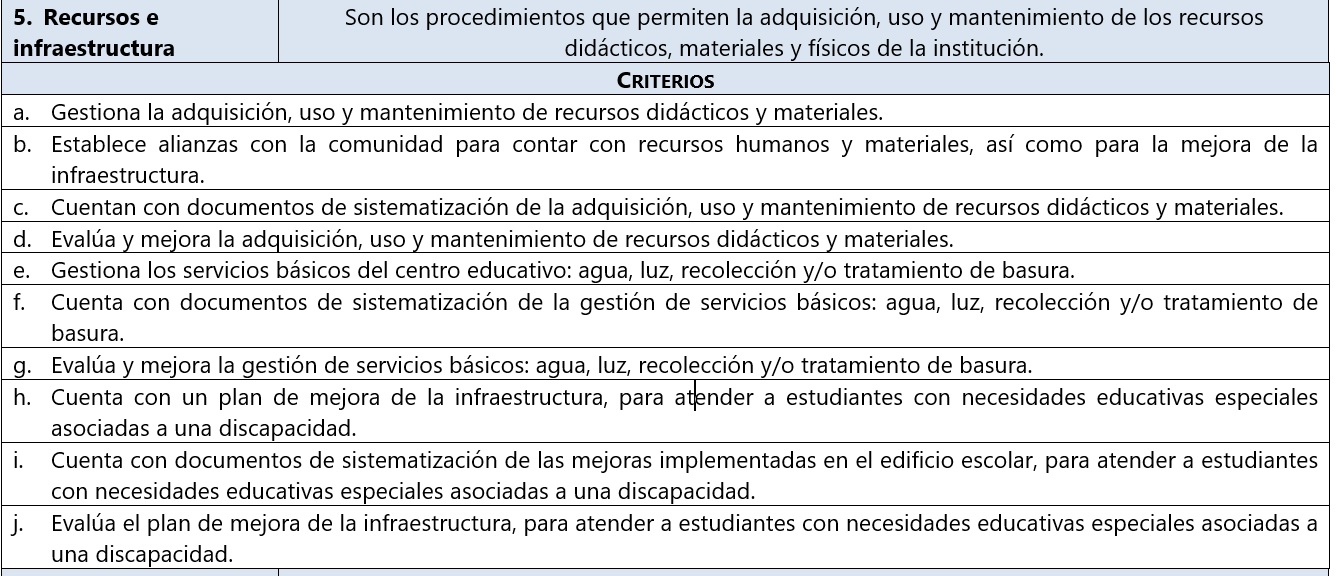 5. Recursos e
infraestructura
Son los procedimientos que permiten la adquisición, uso y mantenimiento de los recursos
didácticos, materiales y físicos de la institución.
CRITERIOS
a. Gestiona la adquisición, uso y mantenimiento de recursos didácticos y materiales.
b. Establece alianzas con la comunidad para contar con recursos humanos y materiales, así como para la mejora de la
infraestructura.
c. Cuentan con documentos de sistematización de la adquisición, uso y mantenimiento de recursos didácticos y materiales.
d. Evalúa y mejora la adquisición, uso y mantenimiento de recursos didácticos y materiales.
e. Gestiona los servicios básicos del centro educativo: agua, luz, recolección y/o tratamiento de basura.
f. Cuenta con documentos de sistematización de la gestión de servicios básicos: agua, luz, recolección y/o tratamiento de
basura.
g. Evalúa y mejora la gestión de servicios básicos: agua, luz, recolección y/o tratamiento de basura.
h. Cuenta con un plan de mejora de la infraestructura, para atender a estudiantes con necesidades educativas especiales
asociadas a una discapacidad.
i. Cuenta con documentos de sistematización de las mejoras implementadas en el edificio escolar, para atender a estudiantes
con necesidades educativas especiales asociadas a una discapacidad.
j. Evalúa el plan de mejora de la infraestructura, para atender a estudiantes con necesidades educativas especiales asociadas a
una discapacidad.